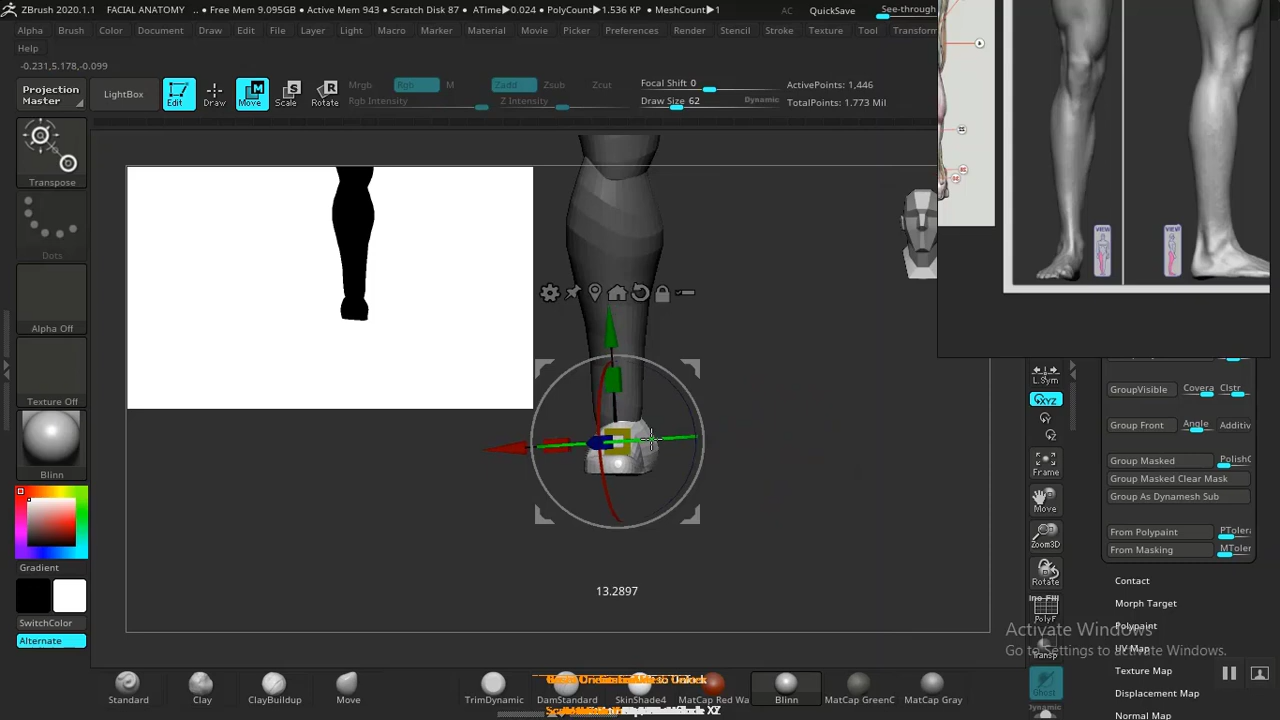 ZBrush 2020.1.1 FACIAL ANATOMY .. • Free Mem 9.095GB • Active Mem 943 • Scratch Disk 87 • ATime▶0.024 • PolyCount▶1.536 KP • MeshCount▶1 AC QuickSave See-through
Alpha Brush Color Document Draw Edit File Layer Light Macro Marker Material Movie Picker Preferences Render Stencil Stroke Texture Tool Transform
Help
-0.231,5.178,-0.099
Projection Master
LightBox
Edit
Draw
Move
Scale
Rotate
Mrgb Rgb M Zadd Zsub Zcut
Rgb Intensity Z Intensity
Focal Shift 0
Draw Size 62 Dynamic
ActivePoints: 1,446
TotalPoints: 1.773 Mil
Transpose
Dots
Alpha Off
Texture Off
Blinn
Gradient
SwitchColor
Alternate
VIEW
VIEW
13.2897
L.Sym
XYZ
Y
Z
Frame
Move
Zoom3D
Rotate
PolyF
Transp
Ghost
Dynamic
GroupVisible Covera Clstr
Group Front Angle Additiv
Group Masked PolishC
Group Masked Clear Mask
Group As Dynamesh Sub
From Polypaint PTolera
From Masking MTolera
Contact
Morph Target
Polypaint
UV Map
Texture Map
Displacement Map
Normal Map
Activate Windows
Go to Settings to activate Windows.
Standard Clay ClayBuildup Move TrimDynamic DamStandard SkinShade4 MatCap Red Wa Blinn MatCap GreenC MatCap Gray